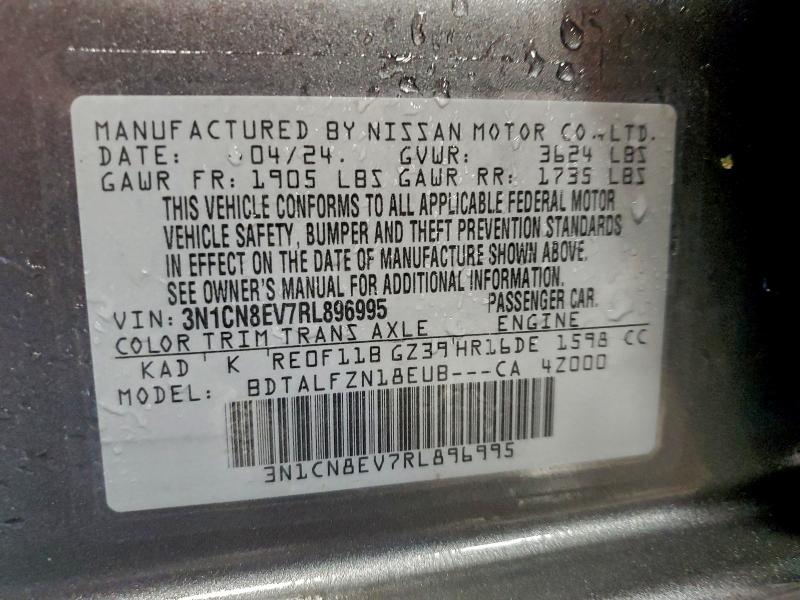 MANUFACTURED BY NISSAN MOTOR CO.,LTD.
DATE: 04/24. GVWR: 3624 LBS
GAWR FR: 1905 LBS GAWR RR: 1735 LBS
THIS VEHICLE CONFORMS TO ALL APPLICABLE FEDERAL MOTOR
VEHICLE SAFETY, BUMPER AND THEFT PREVENTION STANDARDS
IN EFFECT ON THE DATE OF MANUFACTURE SHOWN ABOVE.
SEE OWNER'S MANUAL FOR ADDITIONAL INFORMATION.
VIN: 3N1CN8EV7RL896995 PASSENGER CAR.
COLOR TRIM TRANS AXLE ENGINE
KAD K RE0F11B GZ39 HR16DE 1598 CC
MODEL: BDTALFZN18EUB---CA 4Z000
3N1CN8EV7RL896995